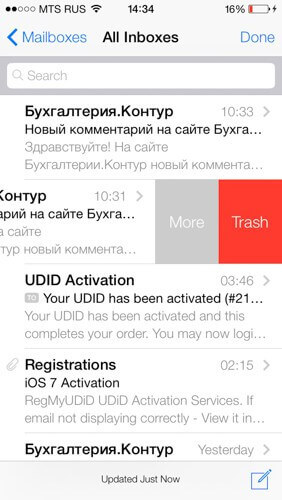 MTS RUS 14:34 16%
Mailboxes All Inboxes Done
Search
Бухгалтерия.Контур 10:33
Новый комментарий на сайте Бухга...
Здравствуйте! На сайте
Бухгалтерии.Контур новый коммента...
Контур 10:31
арий на сайте Бухга...
а сайте
нтур новый коммента...
More Trash
UDID Activation 03:46
TO Your UDID has been activated (#21...
Your UDID has been activated and this
completes your order. You may now logi...
Registrations 02:15
iOS 7 Activation
RegMyUDiD UDiD Activation Services. If
email not displaying correctly - View it in...
Бухгалтерия.Контур Yesterday
Updated Just Now